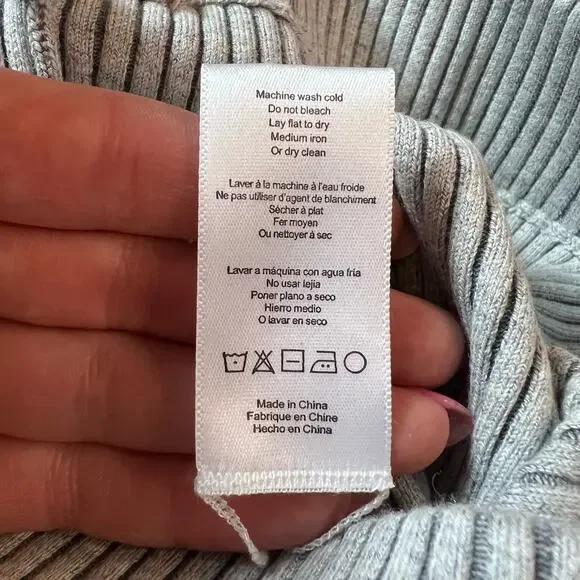 Machine wash cold
Do not bleach
Lay flat to dry
Medium iron
Or dry clean
Laver à la machine à l'eau froide
Ne pas utiliser d'agent de blanchiment
Sécher à plat
Fer moyen
Ou nettoyer à sec
Lavar a máquina con agua fría
No usar lejia
Poner plano a seco
Hierro medio
O lavar en seco
Made in China
Fabrique en Chine
Hecho en China